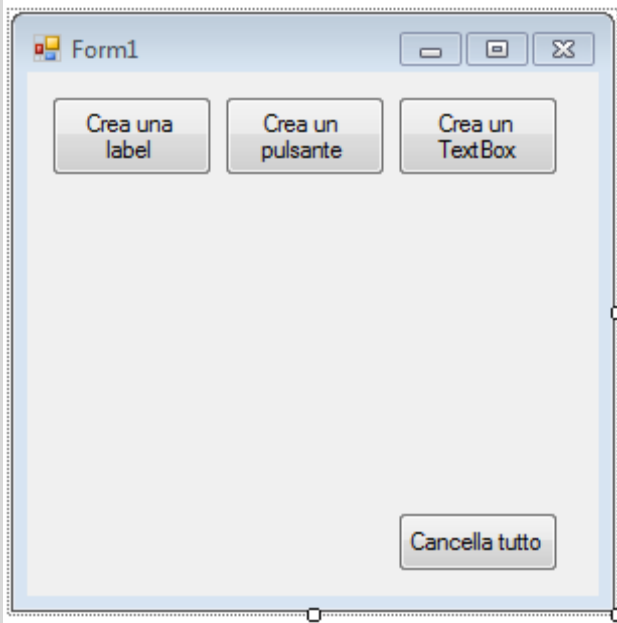 Form1
Crea una
label
Crea un
pulsante
Crea un
TextBox
Cancella tutto